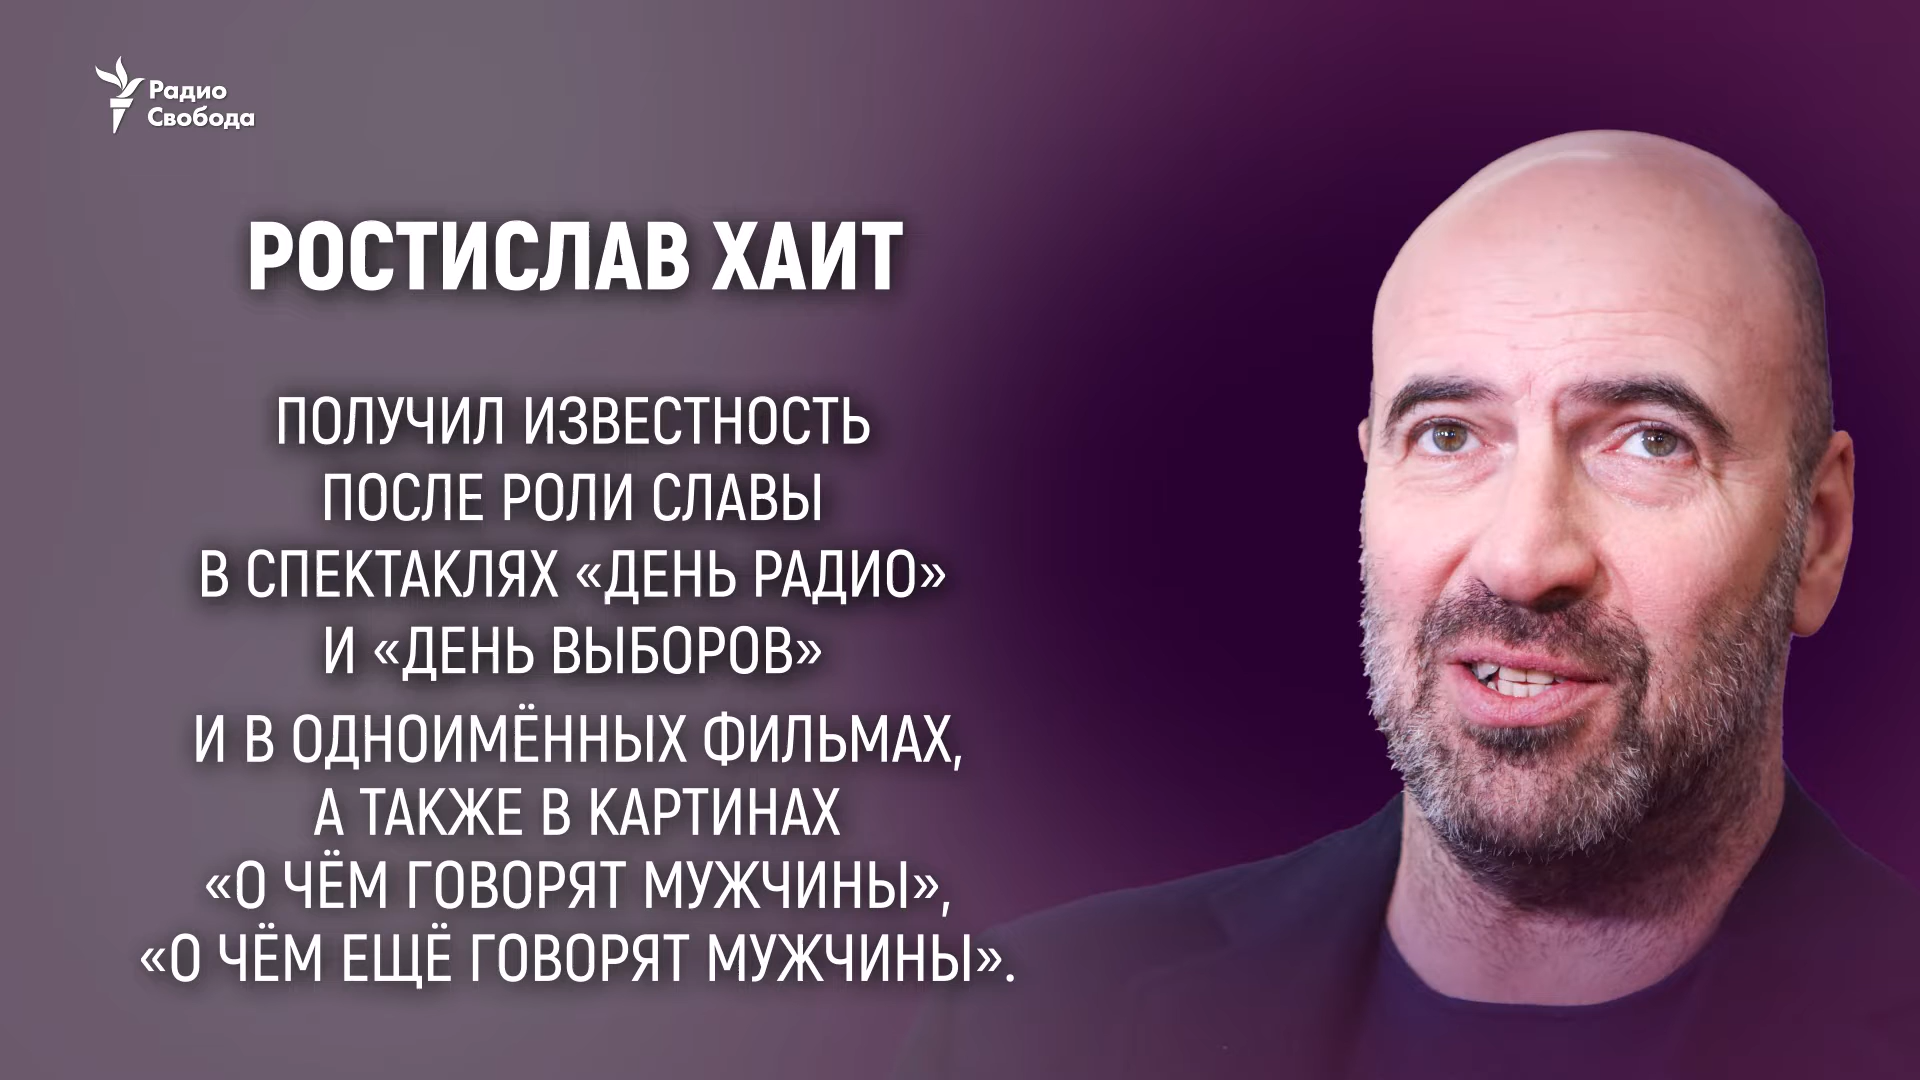 Радио
Свобода
РОСТИСЛАВ ХАИТ
ПОЛУЧИЛ ИЗВЕСТНОСТЬ
ПОСЛЕ РОЛИ СЛАВЫ
В СПЕКТАКЛЯХ «ДЕНЬ РАДИО»
И «ДЕНЬ ВЫБОРОВ»
И В ОДНОИМЁННЫХ ФИЛЬМАХ,
А ТАКЖЕ В КАРТИНАХ
«О ЧЁМ ГОВОРЯТ МУЖЧИНЫ»,
«О ЧЁМ ЕЩЁ ГОВОРЯТ МУЖЧИНЫ».